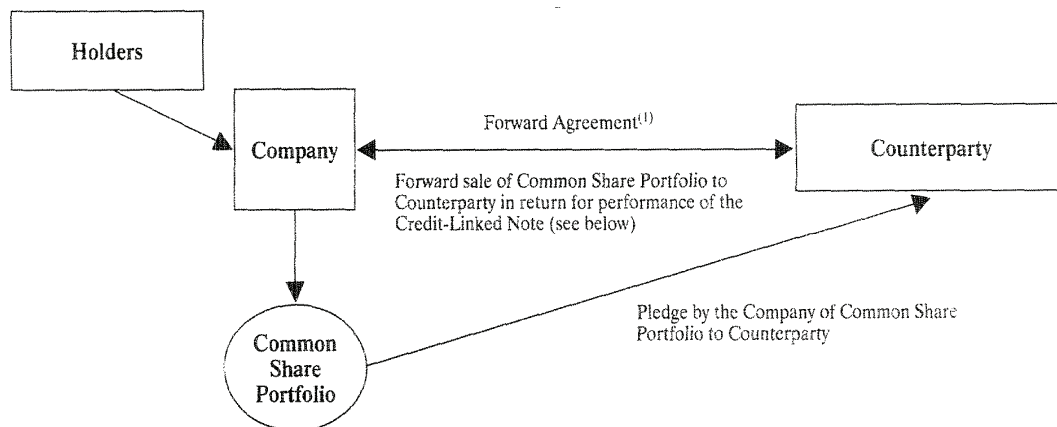 Holders
Company
Forward Agreement(1)
Counterparty
Forward sale of Common Share Portfolio to
Counterparty in return for performance of the
Credit-Linked Note (see below)
Pledge by the Company of Common Share
Portfolio to Counterparty
Common
Share
Portfolio